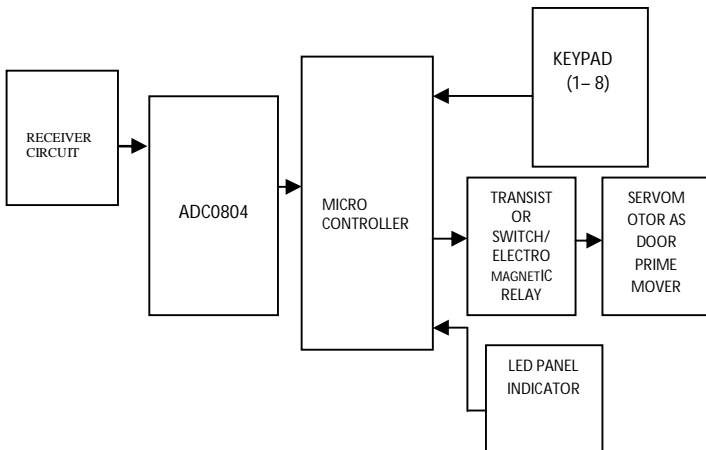 KEYPAD
(1– 8)
RECEIVER
CIRCUIT
ADC0804
MICRO
CONTROLLER
TRANSIST
OR
SWITCH/
ELECTRO
MAGNETIC
RELAY
SERVOM
OTOR AS
DOOR
PRIME
MOVER
LED PANEL
INDICATOR